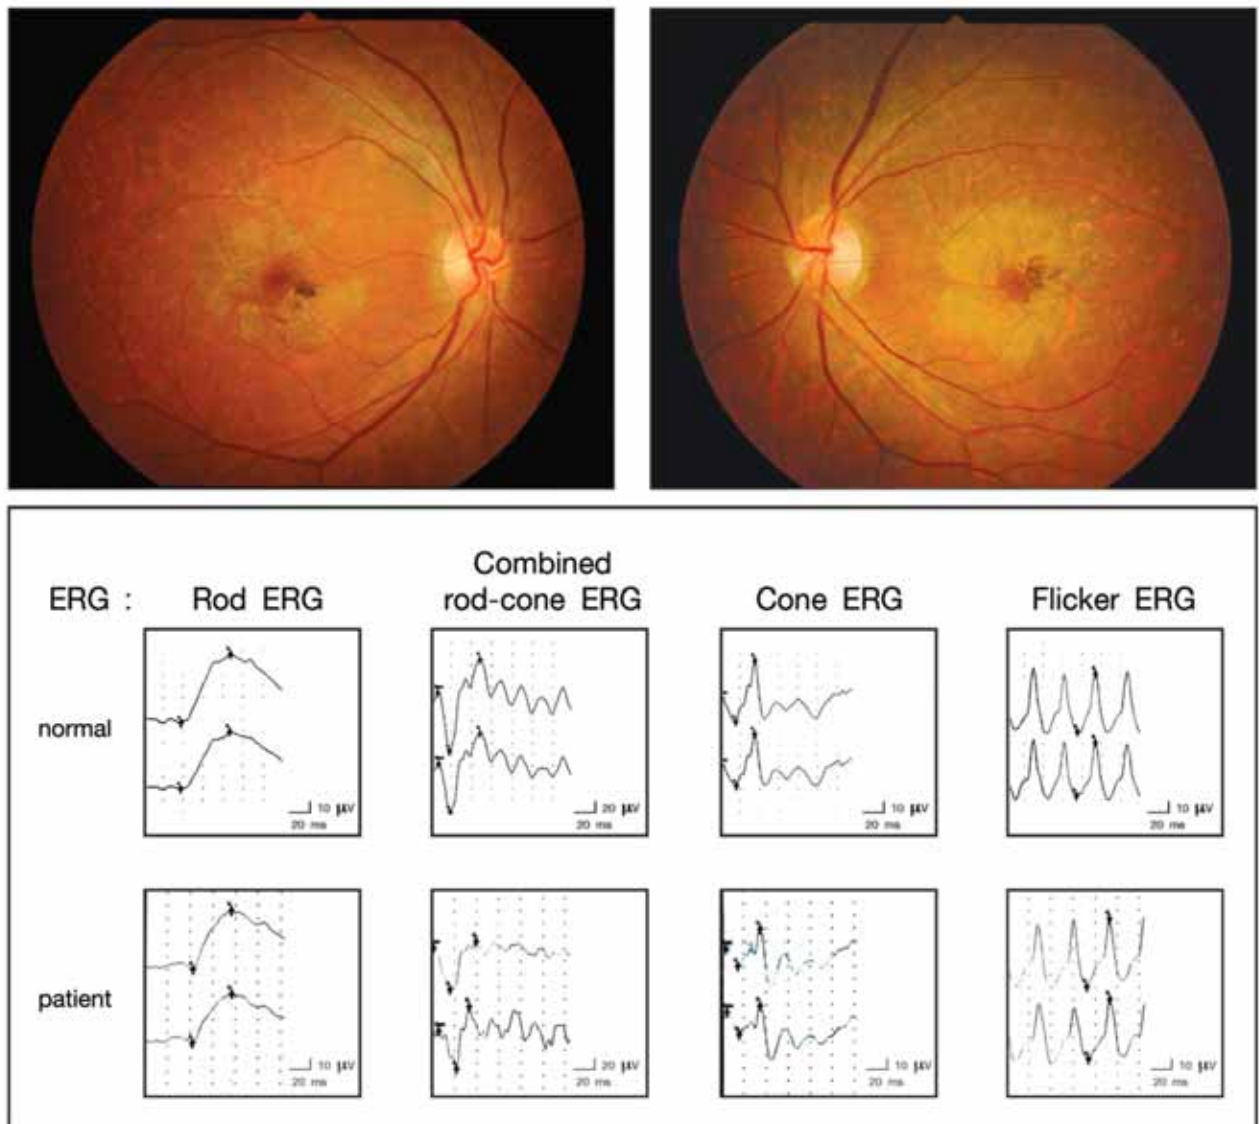 Combined
ERG : Rod ERG rod-cone ERG Cone ERG Flicker ERG
normal
10 µV 20 µV 10 µV 10 µV
20 ms 20 ms 20 ms 20 ms
patient
10 µV 20 µV 10 µV 10 µV
20 ms 20 ms 20 ms 20 ms